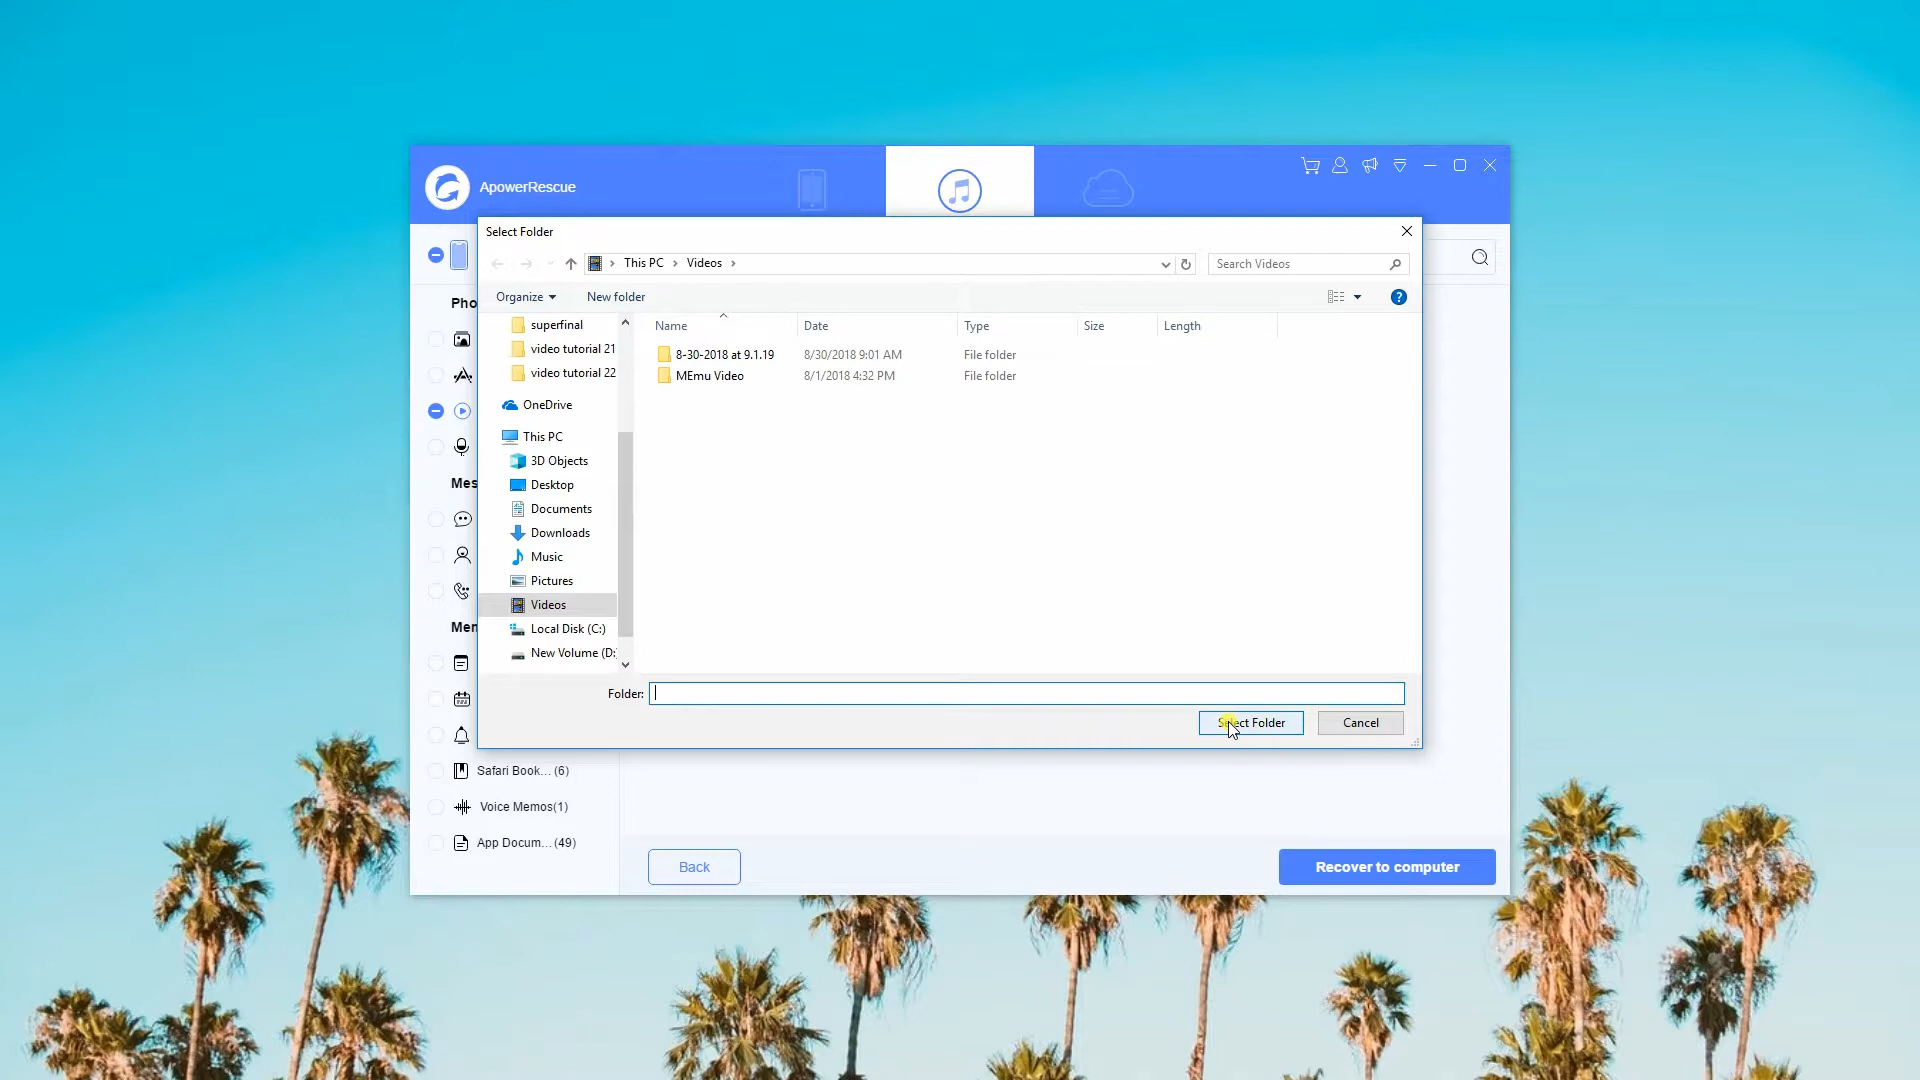 ApowerRescue
Select Folder
This PC
Videos
Search Videos
Organize
New folder
?
superfinal
video tutorial 21
video tutorial 22
OneDrive
This PC
3D Objects
Desktop
Documents
Downloads
Music
Pictures
Videos
Local Disk (C:)
New Volume (D:
Name Date Type Size Length
8-30-2018 at 9.1.19 8/30/2018 9:01 AM File folder
MEmu Video 8/1/2018 4:32 PM File folder
Folder:
Select Folder
Cancel
Pho
Mes
Mem
Safari Book... (6)
Voice Memos(1)
App Docum... (49)
Back
Recover to computer